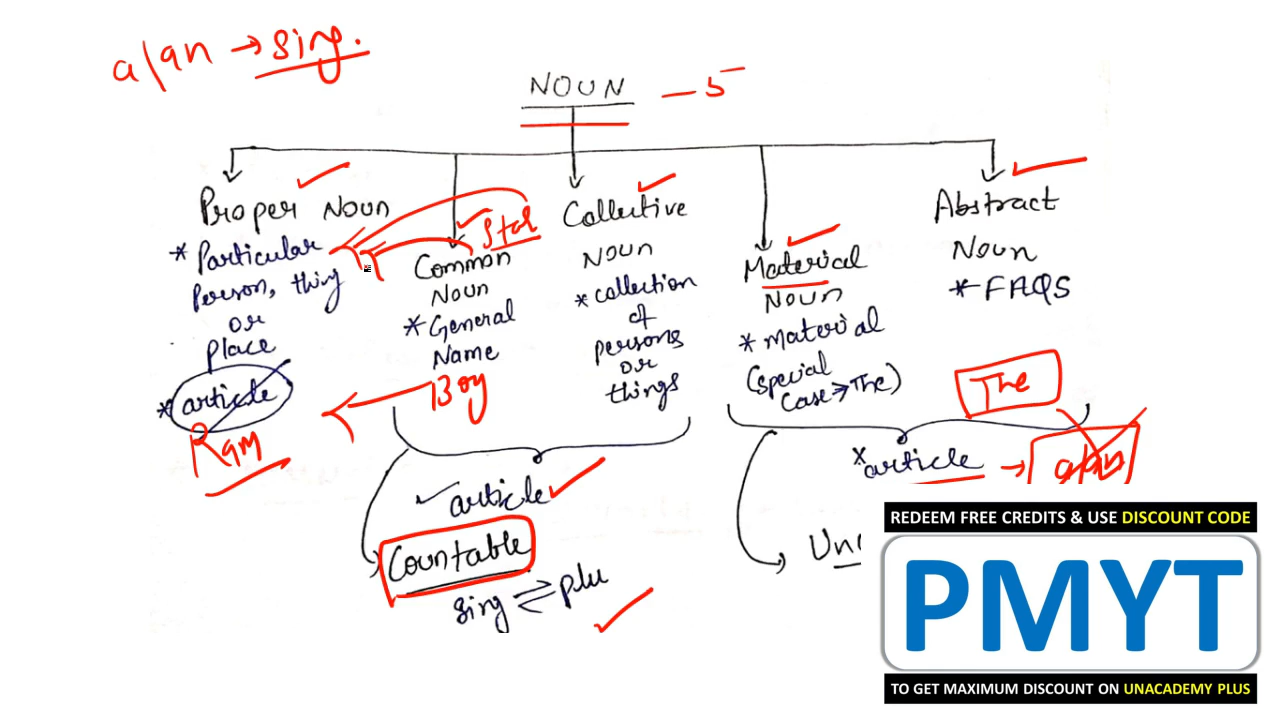 a/an → sing.
NOUN – 5
Proper Noun
* Particular
Person, thing
or
place
* article
Ram
Star
Common
Noun
* General
Name
Boy
Collective
Noun
* collection
of
persons
or
things
Material
Noun
* material
(special
case → The)
Abstract
Noun
* FAQS
The
✓ article ✓
Countable
sing ⇌ plu
* article → a/an
Un
REDEEM FREE CREDITS & USE DISCOUNT CODE
PMYT
TO GET MAXIMUM DISCOUNT ON UNACADEMY PLUS